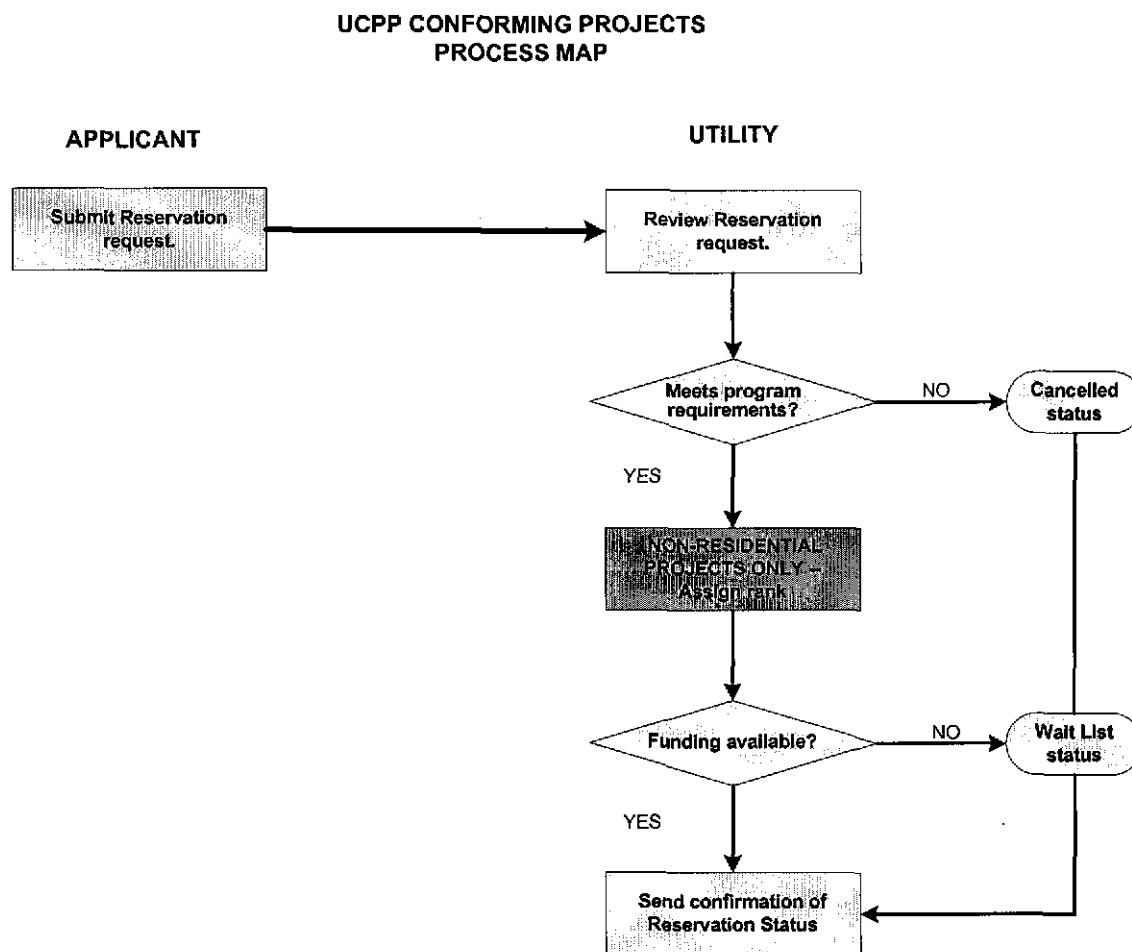 UCPP CONFORMING PROJECTS
PROCESS MAP
APPLICANT
UTILITY
Submit Reservation
request.
Review Reservation
request.
Meets program
requirements?
NO
Cancelled
status
YES
NON-RESIDENTIAL
PROJECTS ONLY –
Assign rank
Funding available?
NO
Wait List
status
YES
Send confirmation of
Reservation Status